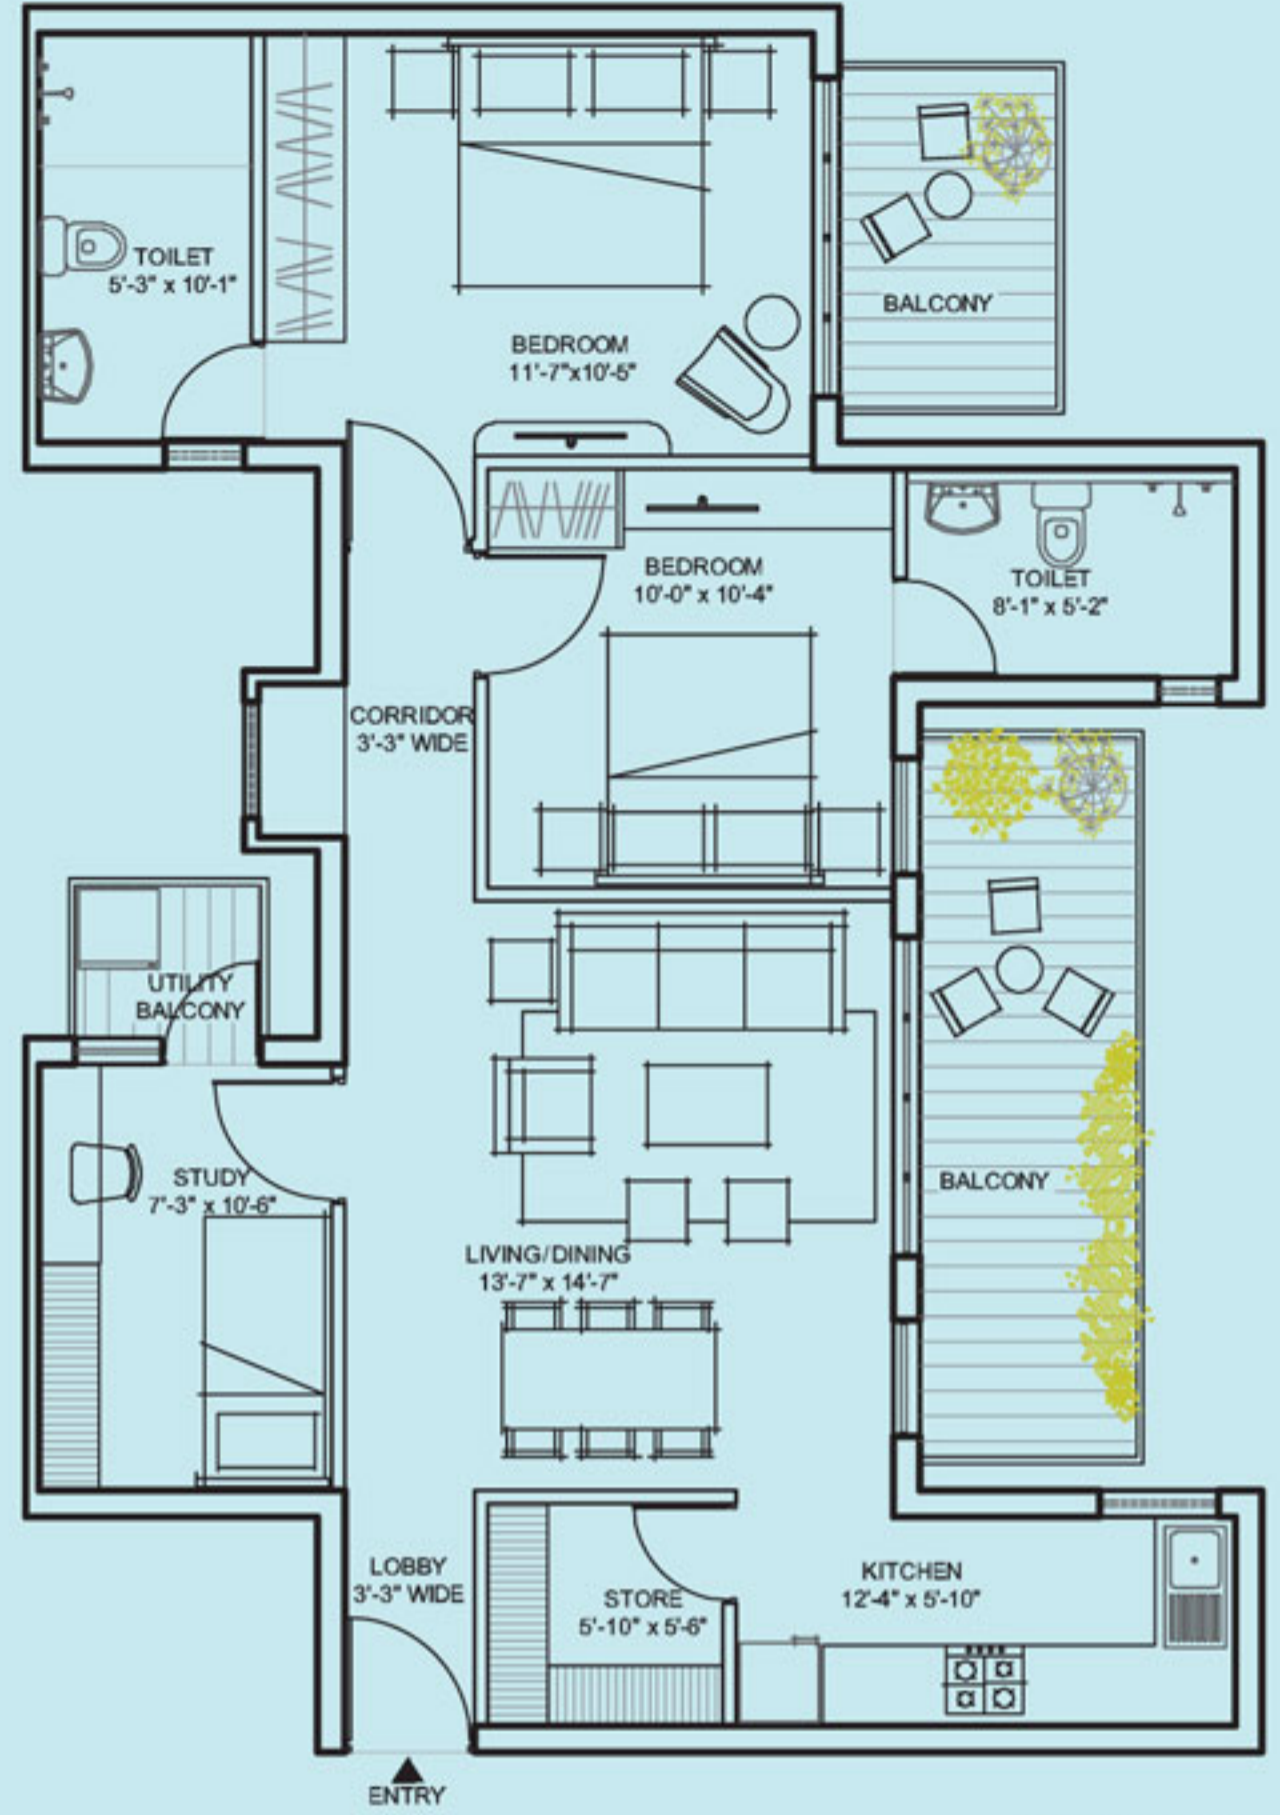 TOILET
5'-3" x 10'-1"
BALCONY
BEDROOM
11'-7"x10'-5"
BEDROOM
10'-0" x 10'-4"
TOILET
8'-1" x 5'-2"
CORRIDOR
3'-3" WIDE
UTILITY
BALCONY
STUDY
7'-3" x 10'-6"
BALCONY
LIVING/DINING
13'-7" x 14'-7"
LOBBY
3'-3" WIDE
STORE
5'-10" x 5'-6"
KITCHEN
12'-4" x 5'-10"
ENTRY